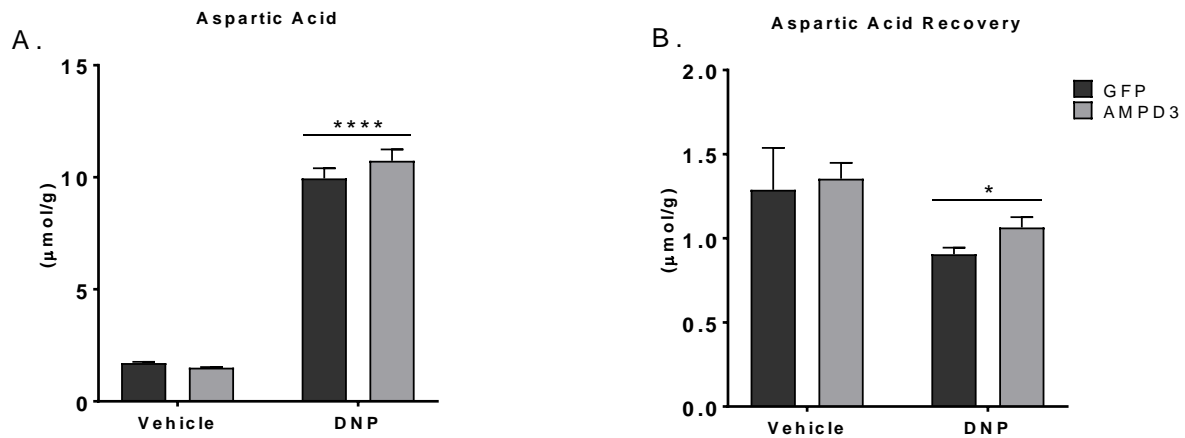 Aspartic Acid
A.
15
10
5
0
(μmol/g)
****
Vehicle
DNP
Aspartic Acid Recovery
B.
2.0
1.5
1.0
0.5
0.0
(μmol/g)
*
Vehicle
DNP
GFP
AMPD3